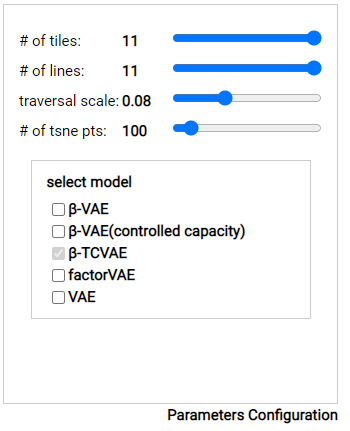 # of tiles: 11
# of lines: 11
traversal scale: 0.08
# of tsne pts: 100
select model
β-VAE
β-VAE(controlled capacity)
β-TCVAE
factorVAE
VAE
Parameters Configuration